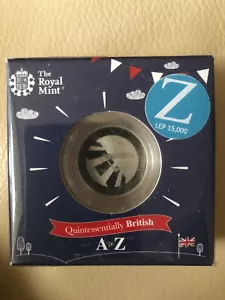 The
Royal
Mint®
Z
LEP 15,000
Quintessentially British
A to Z